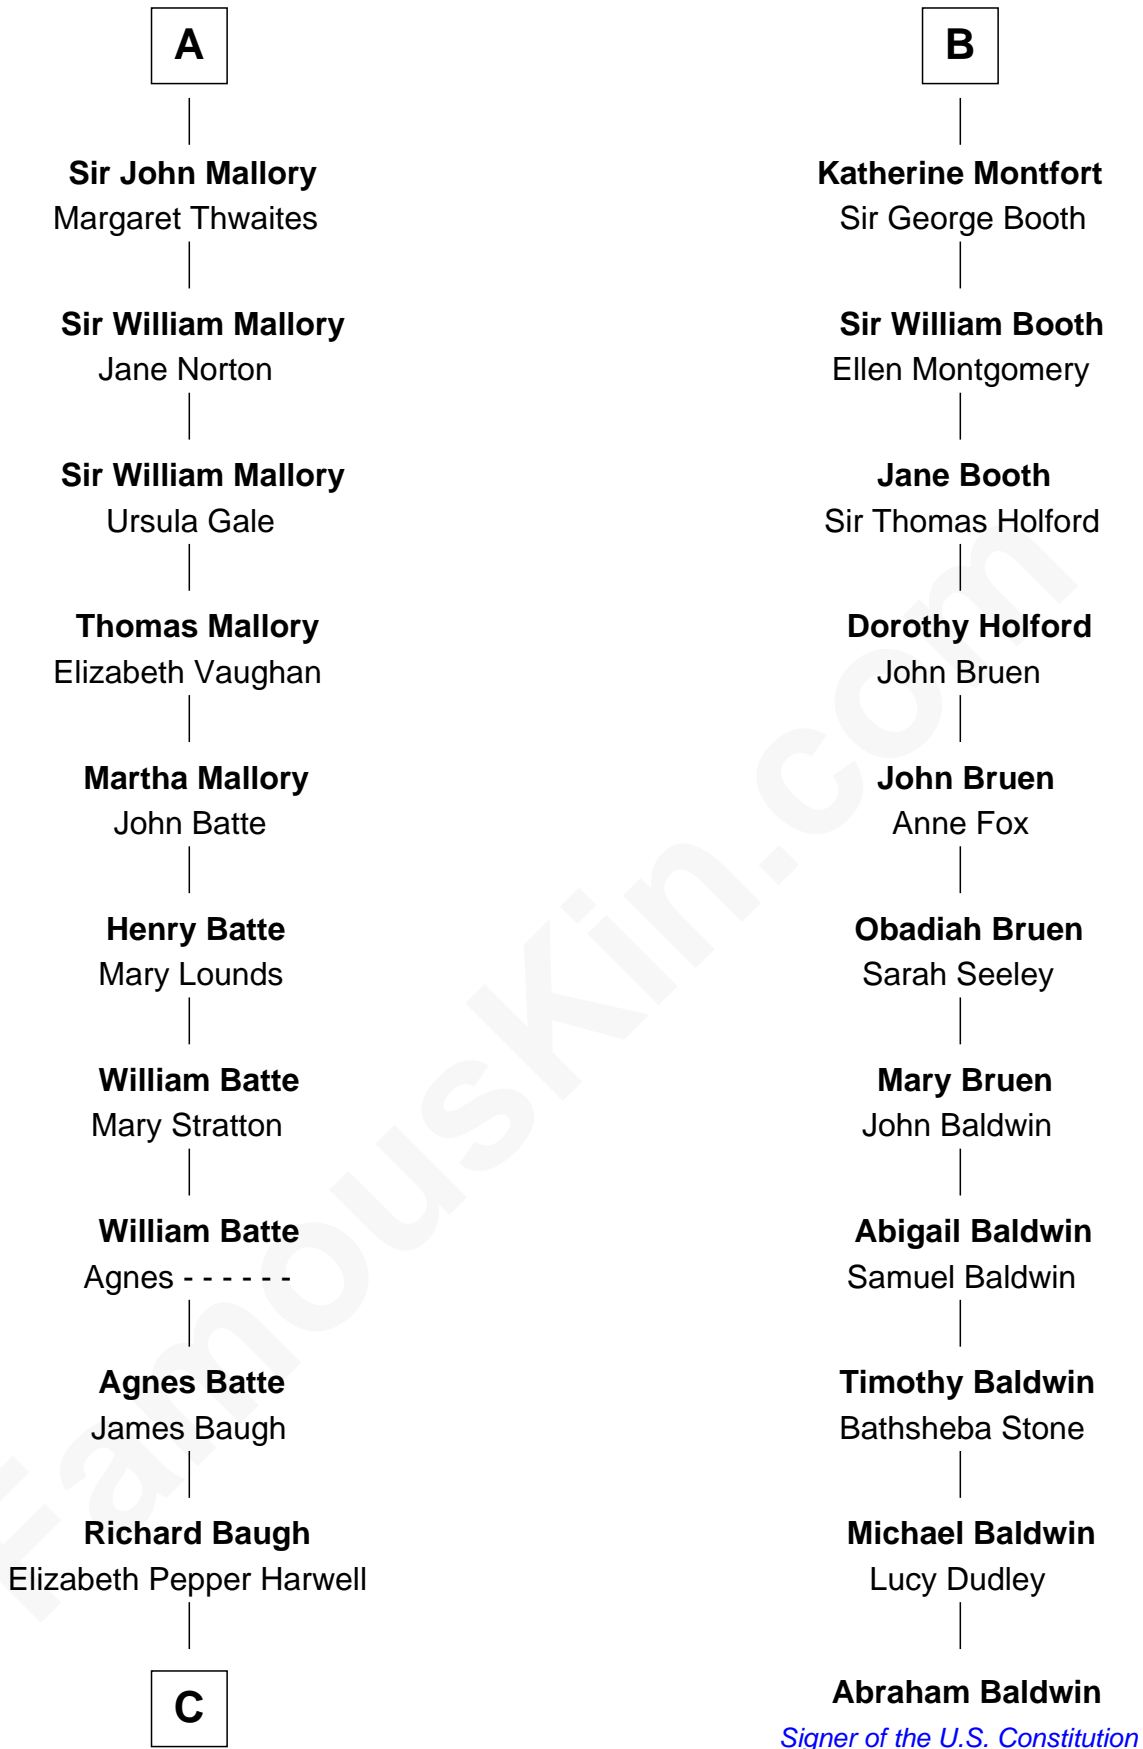 A
Sir John Mallory
Margaret Thwaites
Sir William Mallory
Jane Norton
Sir William Mallory
Ursula Gale
Thomas Mallory
Elizabeth Vaughan
Martha Mallory
John Batte
Henry Batte
Mary Lounds
William Batte
Mary Stratton
William Batte
Agnes - - - - - -
Agnes Batte
James Baugh
Richard Baugh
Elizabeth Pepper Harwell
C
B
Katherine Montfort
Sir George Booth
Sir William Booth
Ellen Montgomery
Jane Booth
Sir Thomas Holford
Dorothy Holford
John Bruen
John Bruen
Anne Fox
Obadiah Bruen
Sarah Seeley
Mary Bruen
John Baldwin
Abigail Baldwin
Samuel Baldwin
Timothy Baldwin
Bathsheba Stone
Michael Baldwin
Lucy Dudley
Abraham Baldwin
Signer of the U.S. Constitution
FamousKin.com